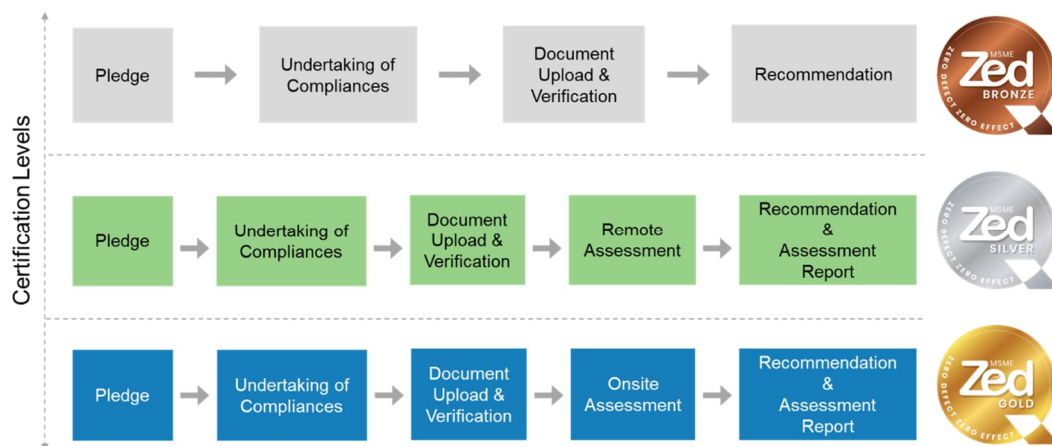 Certification Levels
Pledge
Undertaking of
Compliances
Document
Upload &
Verification
Recommendation
MSME
Zed
BRONZE
ZERO DEFECT ZERO EFFECT
Pledge
Undertaking of
Compliances
Document
Upload &
Verification
Remote
Assessment
Recommendation
&
Assessment
Report
MSME
Zed
SILVER
ZERO DEFECT ZERO EFFECT
Pledge
Undertaking of
Compliances
Document
Upload &
Verification
Onsite
Assessment
Recommendation
&
Assessment
Report
MSME
Zed
GOLD
ZERO DEFECT ZERO EFFECT